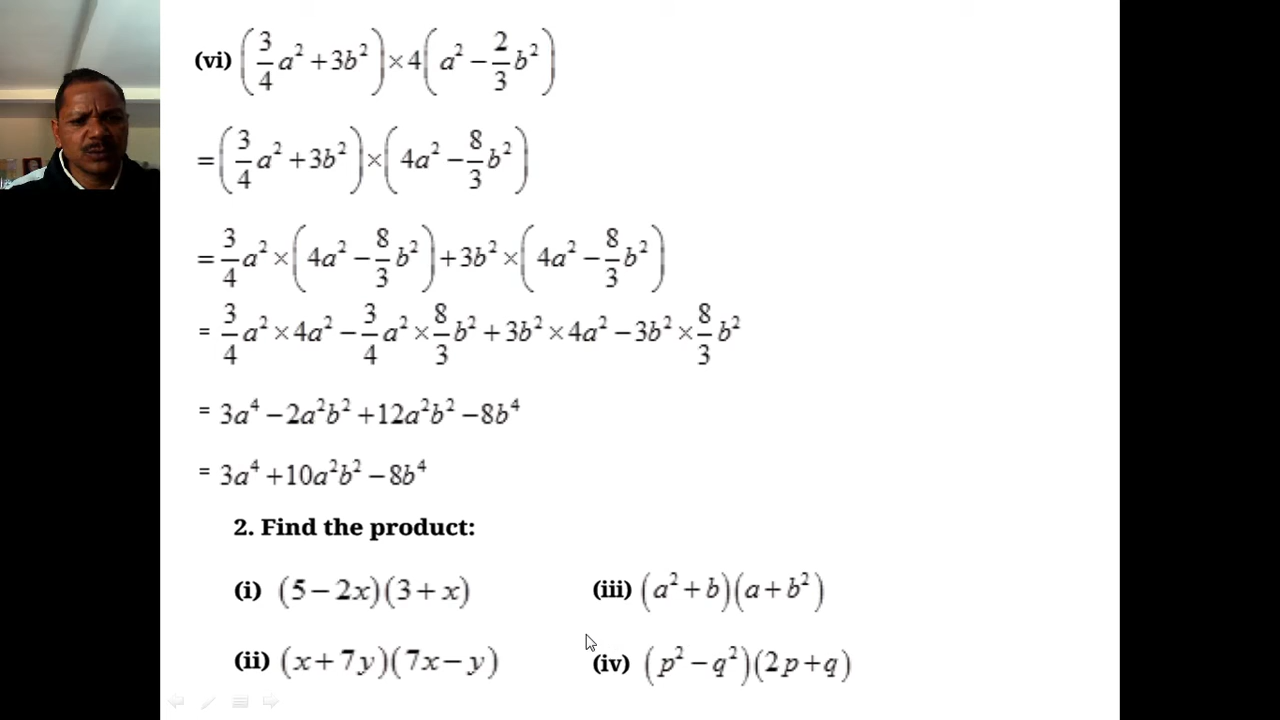 (vi) (3/4 a² + 3b²) × 4(a² − 2/3 b²)
= (3/4 a² + 3b²) × (4a² − 8/3 b²)
= 3/4 a² × (4a² − 8/3 b²) + 3b² × (4a² − 8/3 b²)
= 3/4 a² × 4a² − 3/4 a² × 8/3 b² + 3b² × 4a² − 3b² × 8/3 b²
= 3a⁴ − 2a²b² + 12a²b² − 8b⁴
= 3a⁴ + 10a²b² − 8b⁴
2. Find the product:
(i) (5 − 2x)(3 + x) (iii) (a² + b)(a + b²)
(ii) (x + 7y)(7x − y) (iv) (p² − q²)(2p + q)